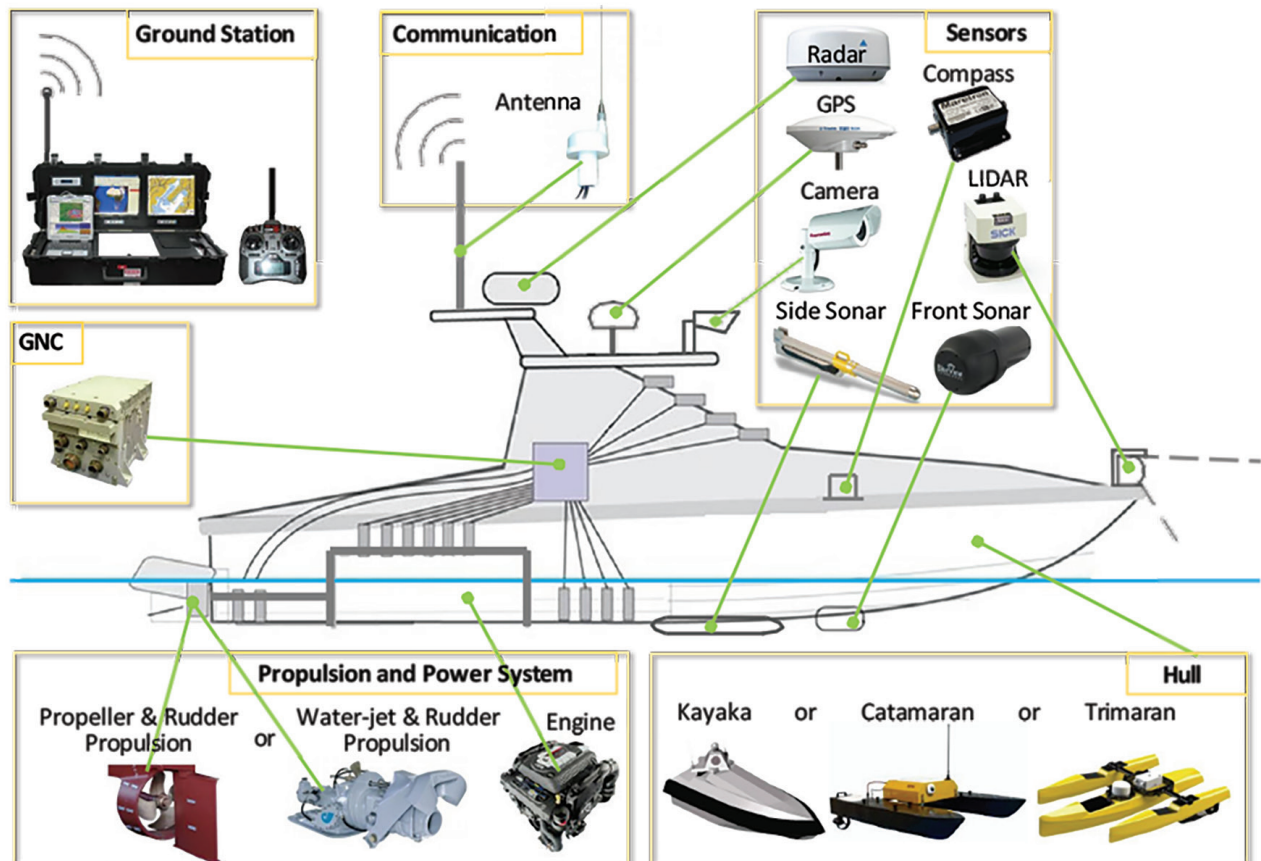 Ground Station
Communication
Antenna
Sensors
Radar
Compass
Maretron
GPS
LIDAR
SICK
Camera
Side Sonar
Front Sonar
GNC
Propulsion and Power System
Propeller & Rudder
Propulsion
or
Water-jet & Rudder
Propulsion
Engine
Hull
Kayaka
or
Catamaran
or
Trimaran